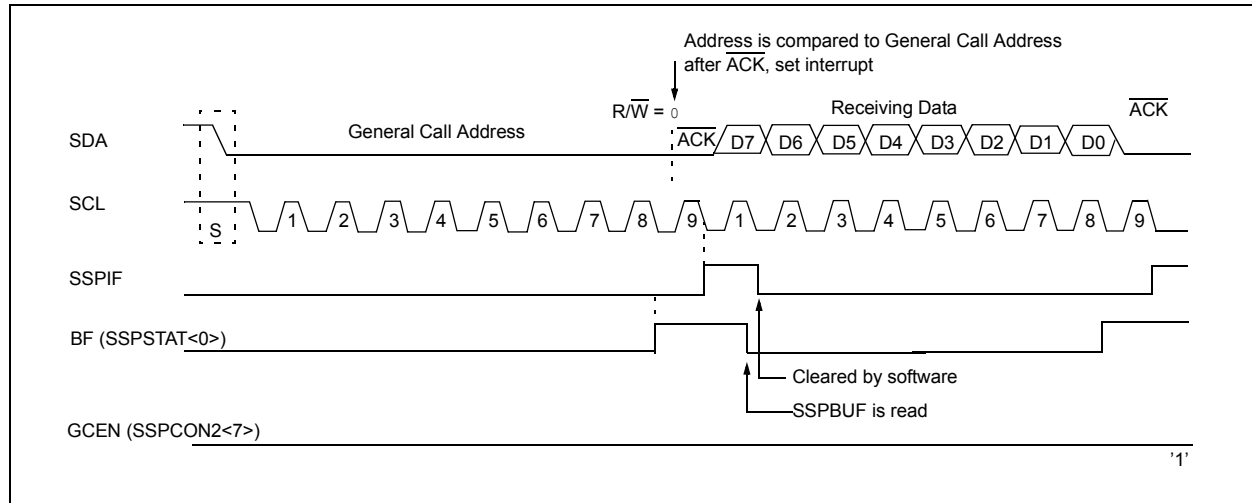 Address is compared to General Call Address
after ACK, set interrupt
R/W = 0
Receiving Data
ACK
General Call Address
SDA
ACK D7 D6 D5 D4 D3 D2 D1 D0
SCL
S
1 2 3 4 5 6 7 8 9 1 2 3 4 5 6 7 8 9
SSPIF
BF (SSPSTAT<0>)
Cleared by software
SSPBUF is read
GCEN (SSPCON2<7>)
'1'